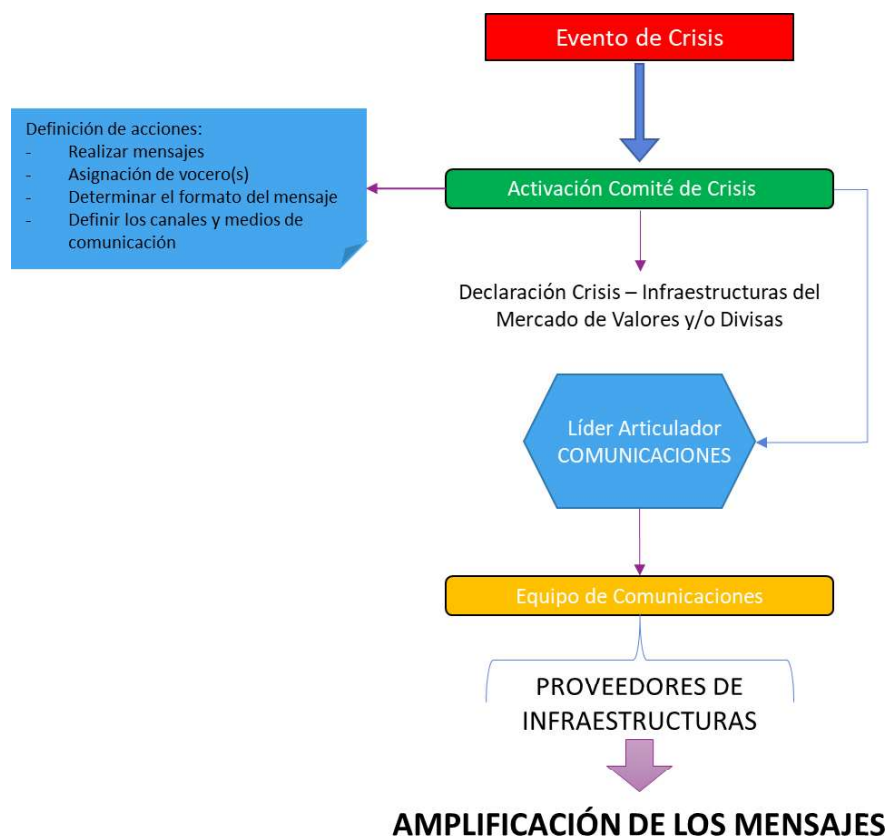 Evento de Crisis
Definición de acciones:
- Realizar mensajes
- Asignación de vocero(s)
- Determinar el formato del mensaje
- Definir los canales y medios de
comunicación
Activación Comité de Crisis
Declaración Crisis – Infraestructuras del
Mercado de Valores y/o Divisas
Líder Articulador
COMUNICACIONES
Equipo de Comunicaciones
PROVEEDORES DE
INFRAESTRUCTURAS
AMPLIFICACIÓN DE LOS MENSAJES